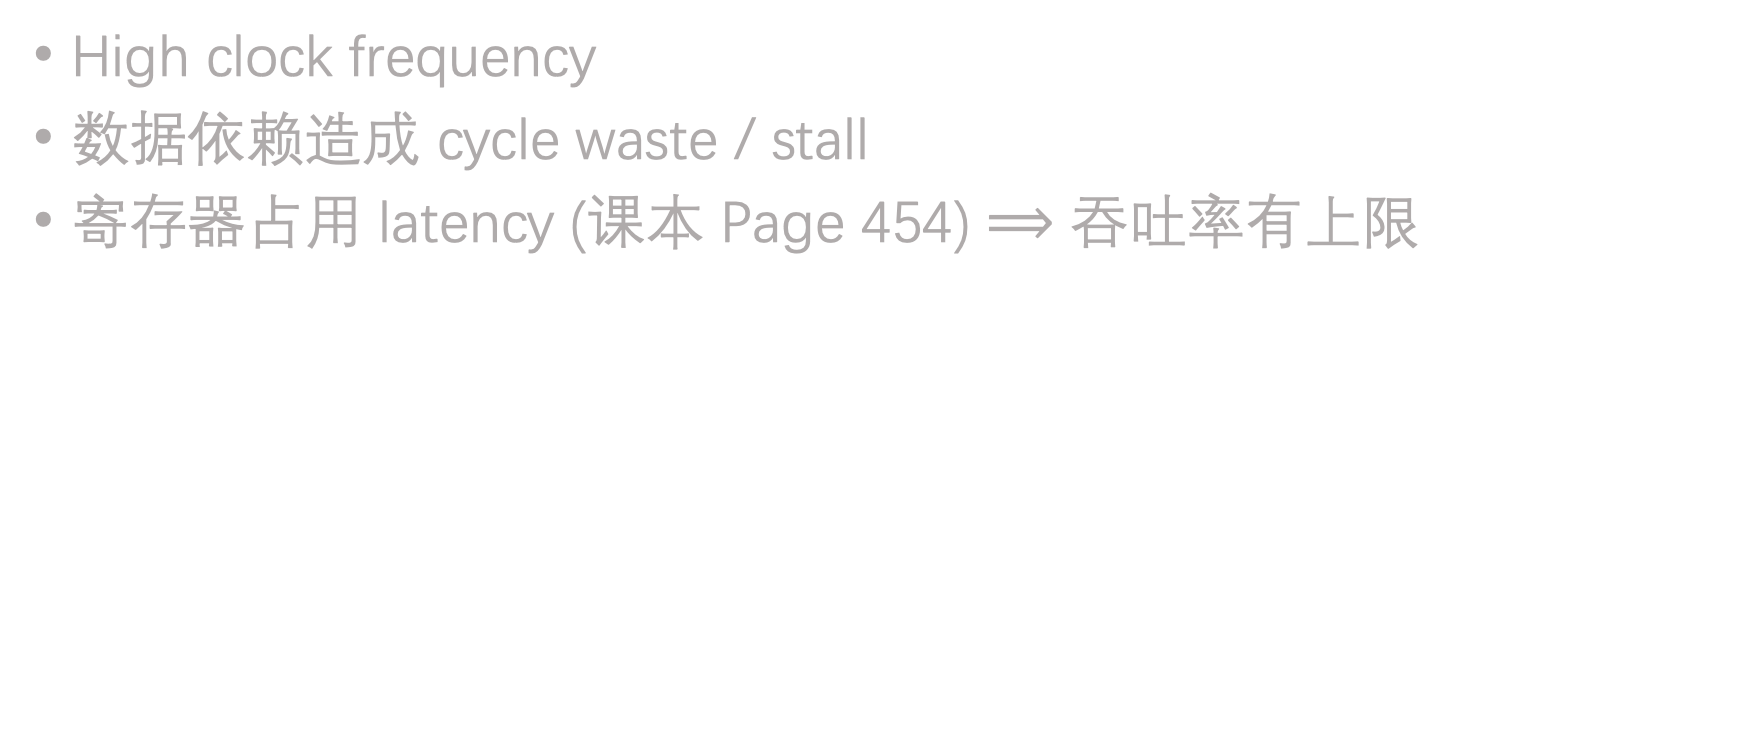 • High clock frequency
• 数据依赖造成 cycle waste / stall
• 寄存器占用 latency (课本 Page 454) ⟹ 吞吐率有上限